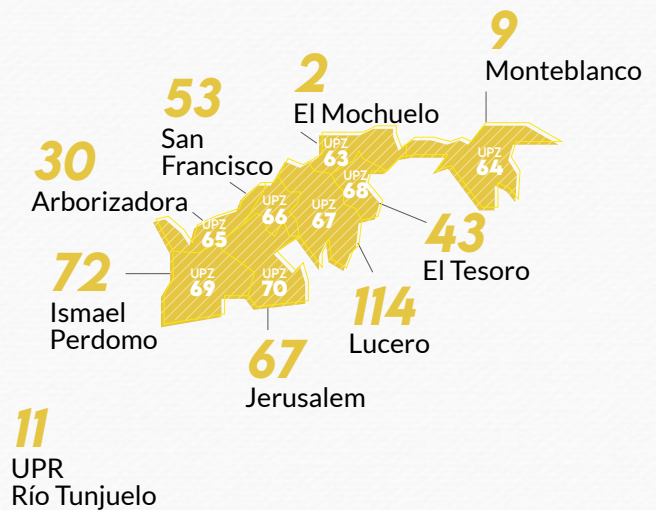 9
Monteblanco
2
El Mochuelo
53
San
Francisco
30
Arborizadora
72
Ismael
Perdomo
67
Jerusalem
114
Lucero
43
El Tesoro
UPZ
63
UPZ
64
UPZ
68
UPZ
66
UPZ
67
UPZ
65
UPZ
69
UPZ
70
11
UPR
Río Tunjuelo